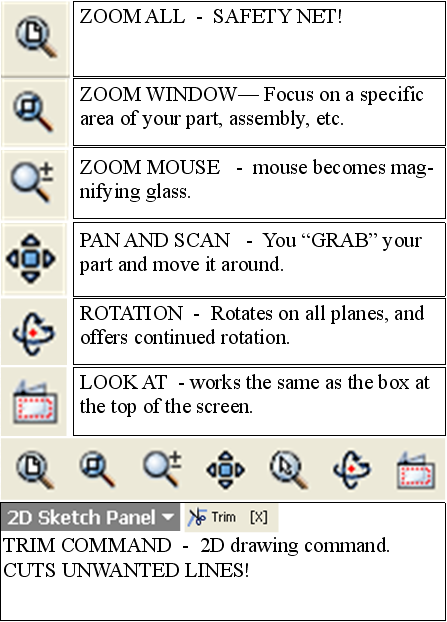 ZOOM ALL - SAFETY NET!
ZOOM WINDOW— Focus on a specific
area of your part, assembly, etc.
ZOOM MOUSE - mouse becomes mag-
nifying glass.
PAN AND SCAN - You “GRAB” your
part and move it around.
ROTATION - Rotates on all planes, and
offers continued rotation.
LOOK AT - works the same as the box at
the top of the screen.
2D Sketch Panel Trim [X]
TRIM COMMAND - 2D drawing command.
CUTS UNWANTED LINES!